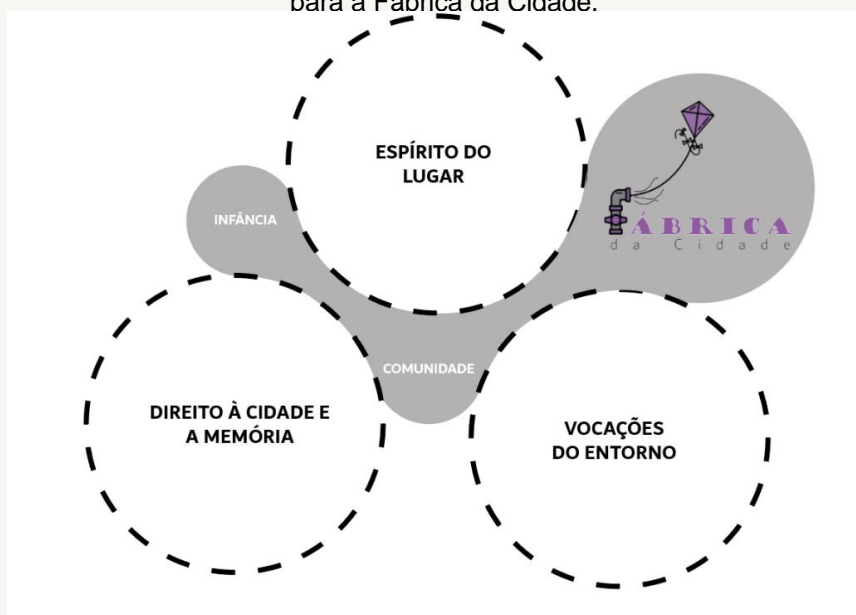 para a Fábrica da Cidade.
ESPÍRITO DO
LUGAR
INFÂNCIA
FÁBRICA
da Cidade
COMUNIDADE
DIREITO À CIDADE E
A MEMÓRIA
VOCAÇÕES
DO ENTORNO